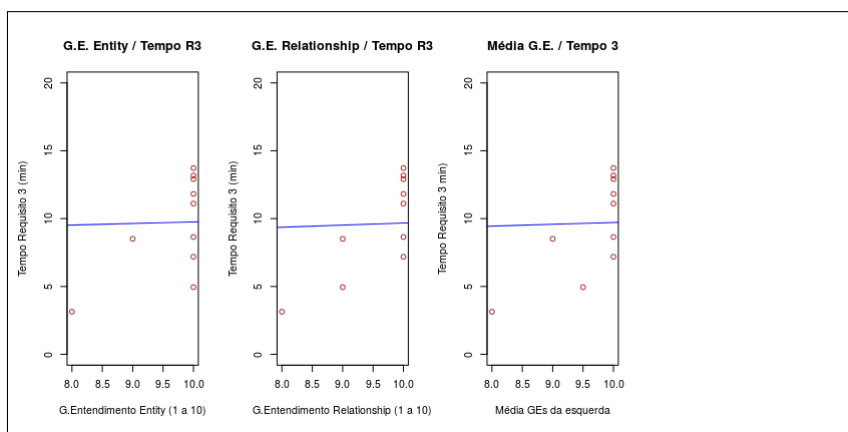 G.E. Entity / Tempo R3
Tempo Requisito 3 (min)
20
15
10
5
0
8.0 8.5 9.0 9.5 10.0
G.Entendimento Entity (1 a 10)
G.E. Relationship / Tempo R3
Tempo Requisito 3 (min)
20
15
10
5
0
8.0 8.5 9.0 9.5 10.0
G.Entendimento Relationship (1 a 10)
Média G.E. / Tempo 3
Tempo Requisito 3 min)
20
15
10
5
0
8.0 8.5 9.0 9.5 10.0
Média GEs da esquerda